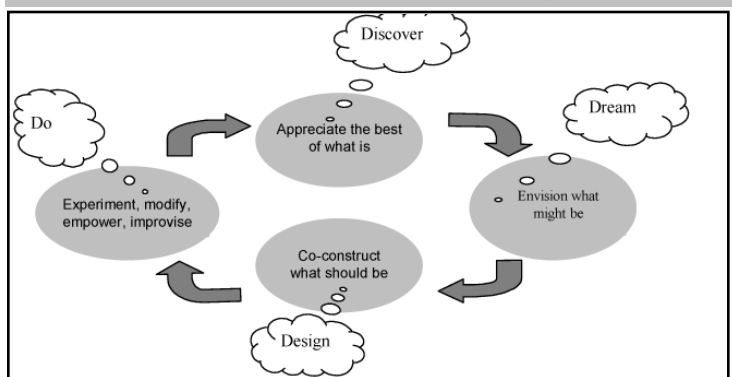 Discover
Appreciate the best
of what is
Dream
Envision what
might be
Co-construct
what should be
Design
Do
Experiment, modify,
empower, improvise